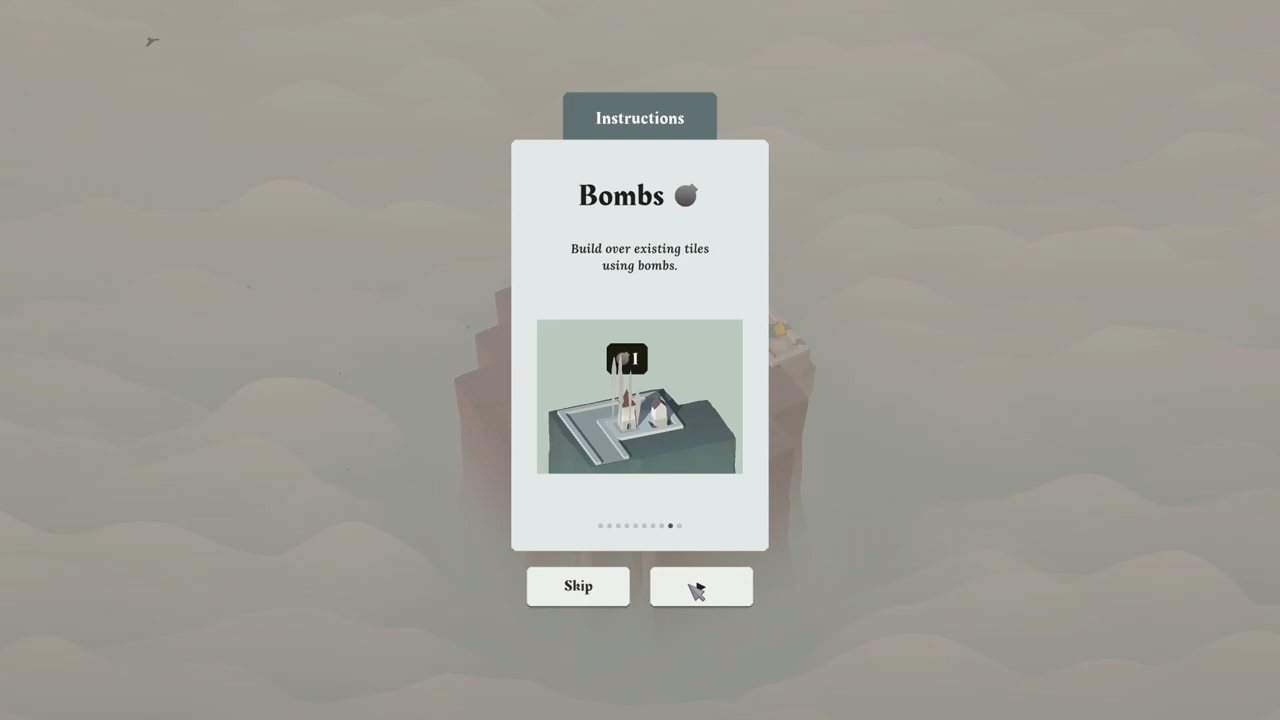 Instructions
Bombs
Build over existing tiles
using bombs.
1
Skip